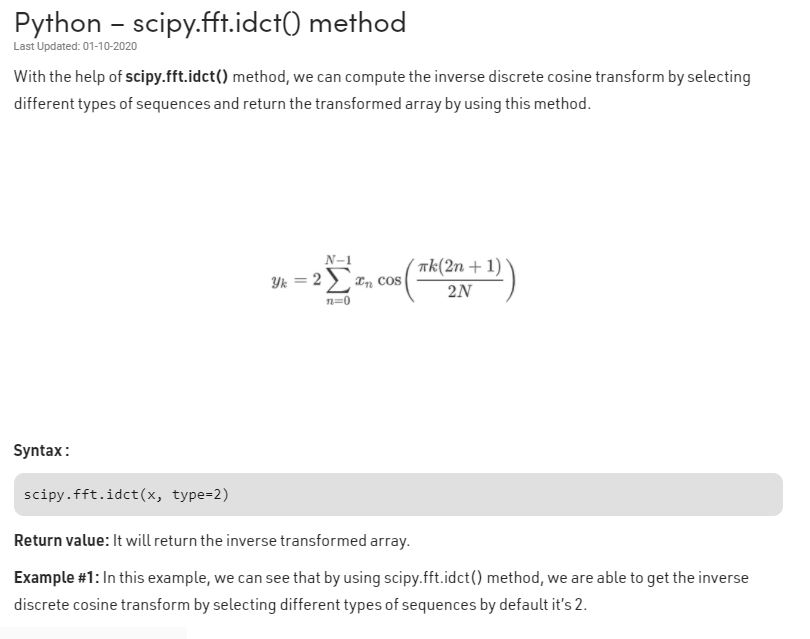 Python – scipy.fft.idct() method
Last Updated: 01-10-2020
With the help of scipy.fft.idct() method, we can compute the inverse discrete cosine transform by selecting
different types of sequences and return the transformed array by using this method.
y_k = 2 \sum_{n=0}^{N-1} x_n \cos\left(\frac{\pi k(2n+1)}{2N}\right)
Syntax :
scipy.fft.idct(x, type=2)
Return value: It will return the inverse transformed array.
Example #1: In this example, we can see that by using scipy.fft.idct() method, we are able to get the inverse
discrete cosine transform by selecting different types of sequences by default it's 2.